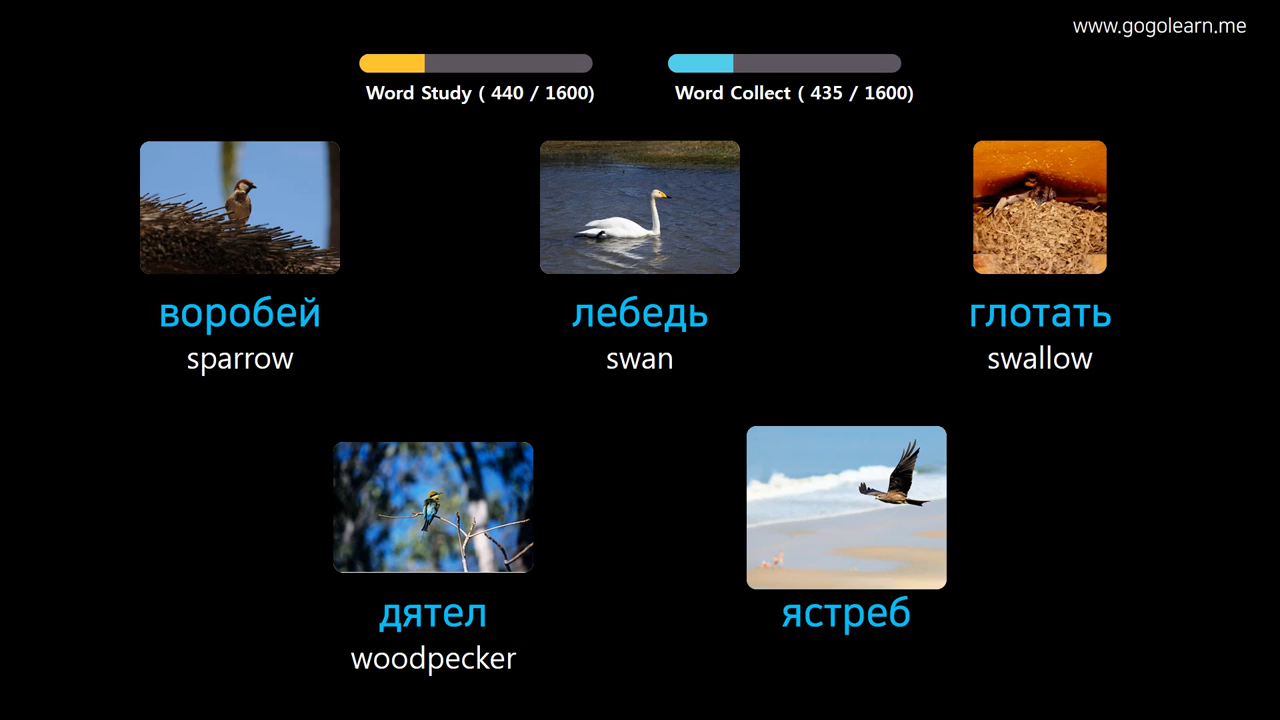 www.gogolearn.me
Word Study ( 440 / 1600)
Word Collect ( 435 / 1600)
воробей
sparrow
лебедь
swan
глотать
swallow
дятел
woodpecker
ястреб